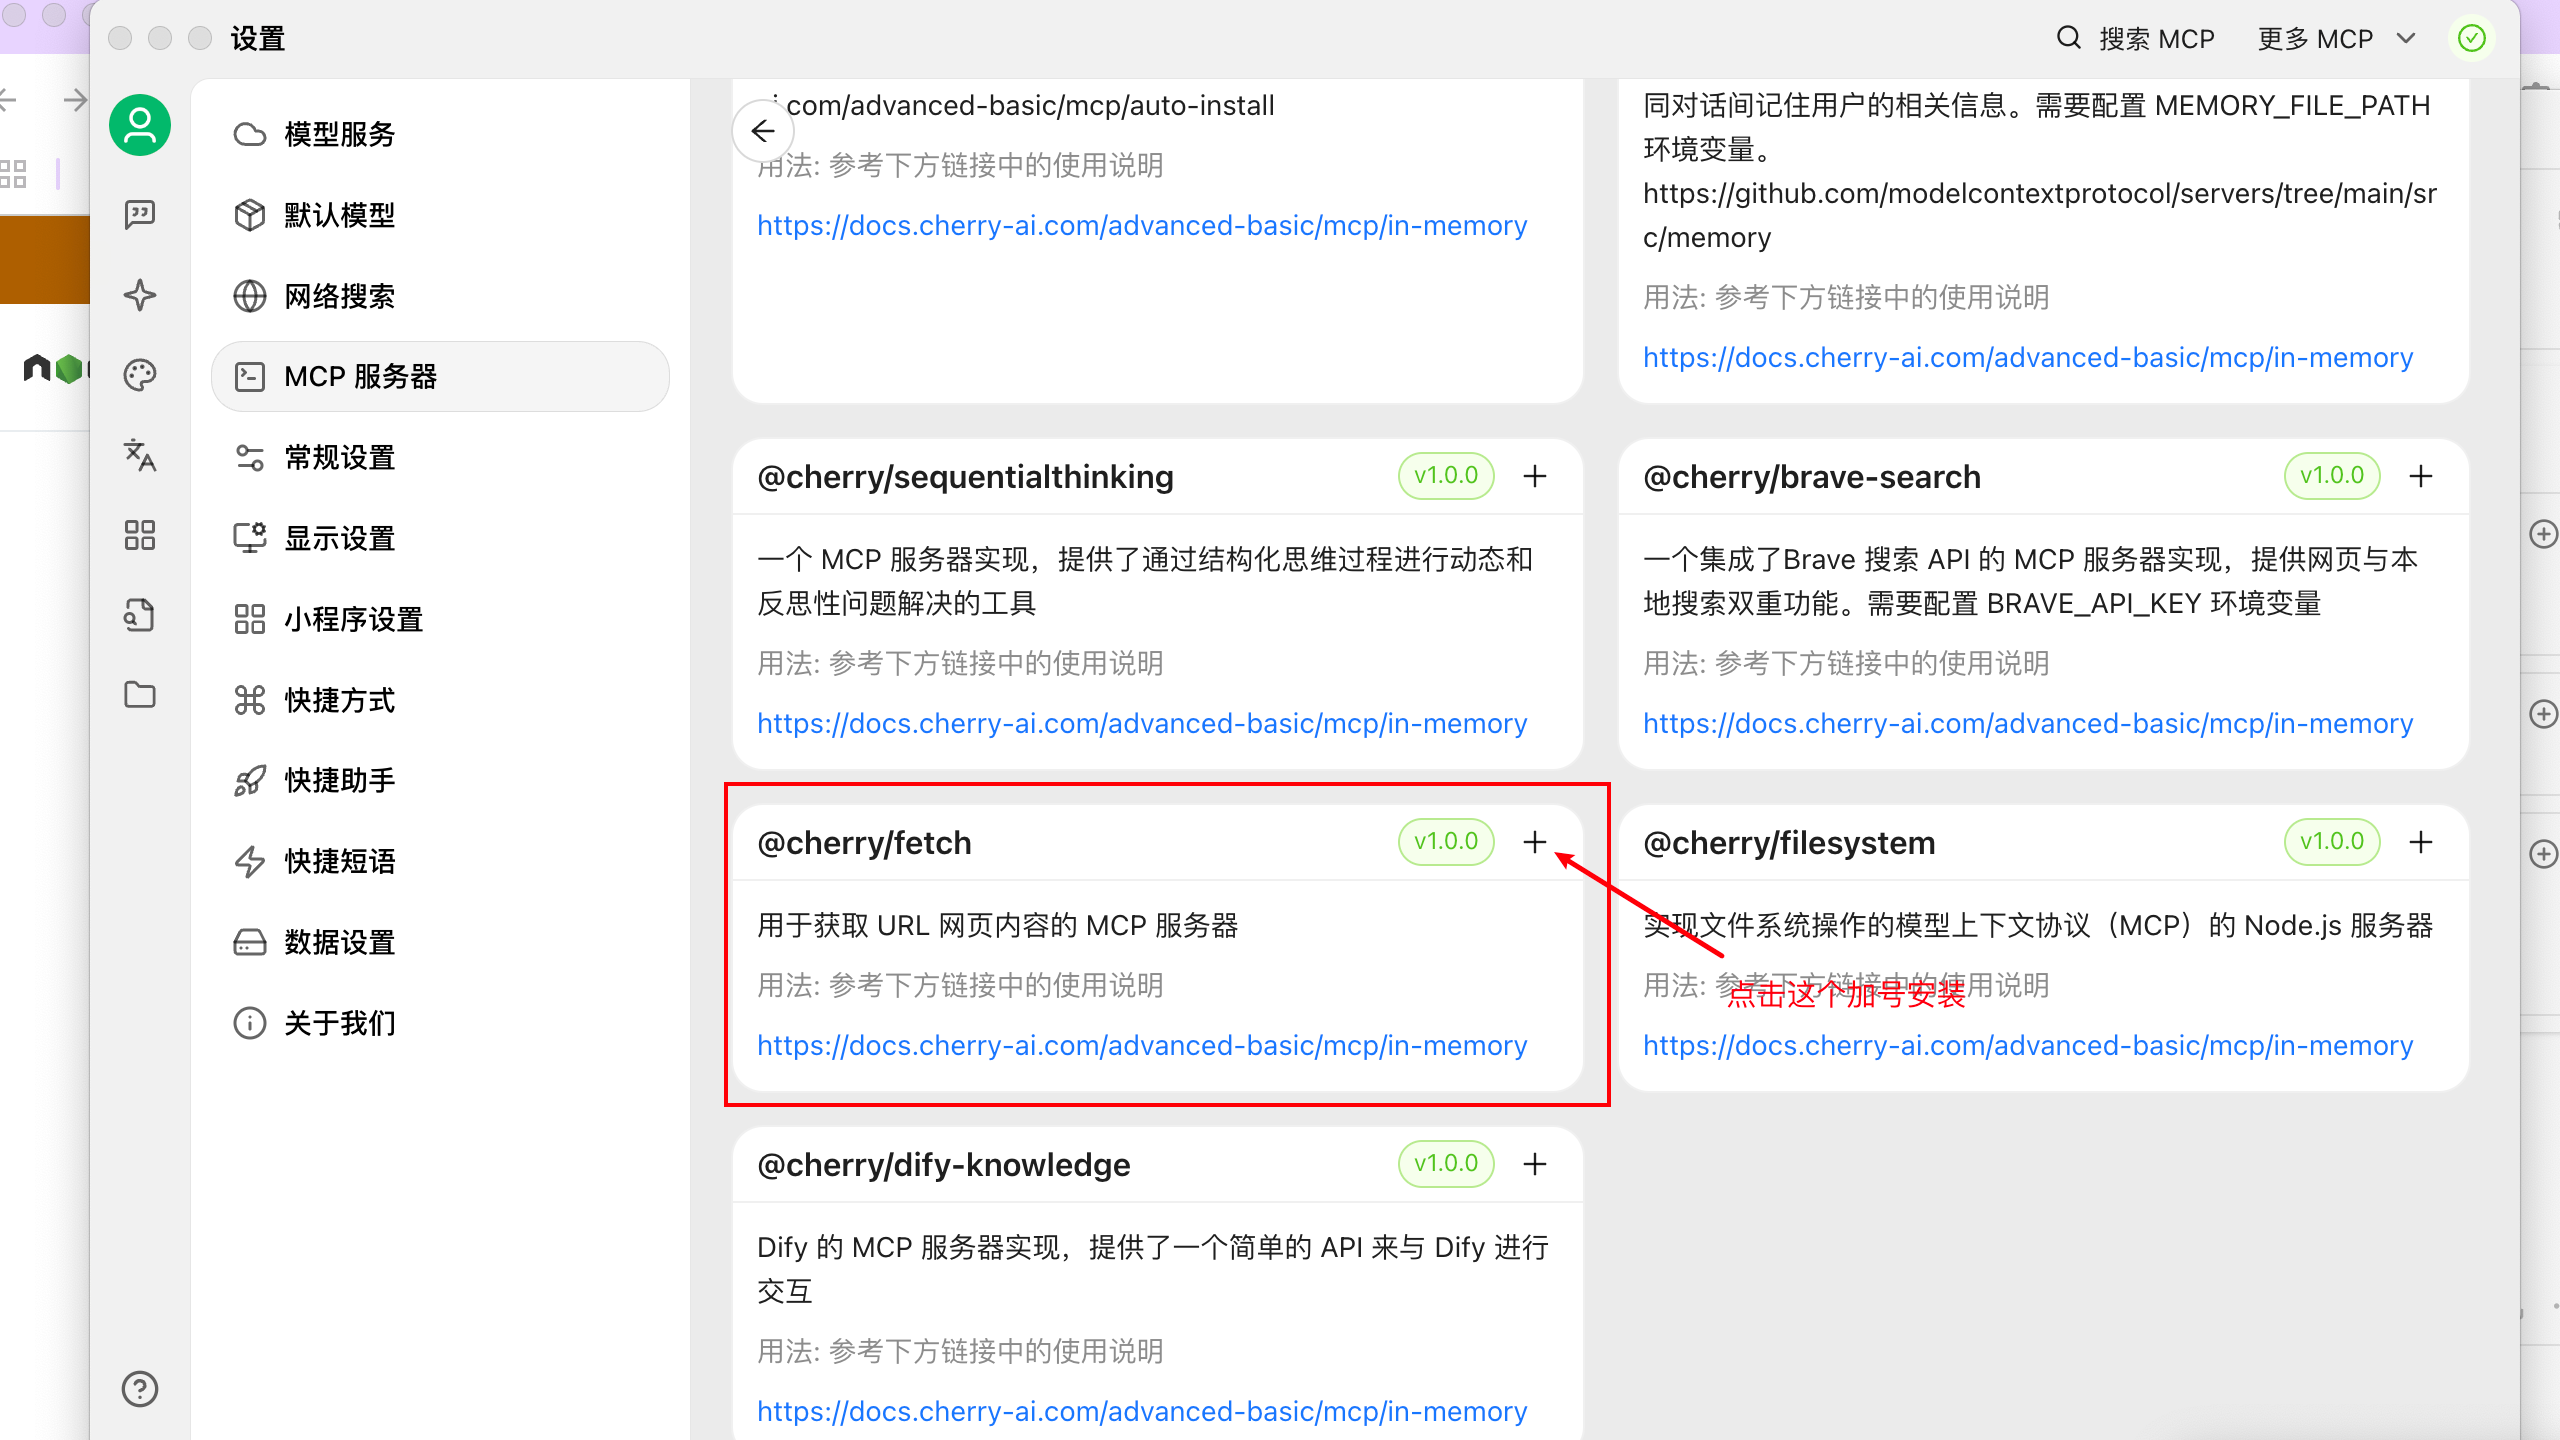 设置
搜索 MCP
更多 MCP
模型服务
默认模型
网络搜索
MCP 服务器
常规设置
显示设置
小程序设置
快捷方式
快捷助手
快捷短语
数据设置
关于我们
i.com/advanced-basic/mcp/auto-install
用法: 参考下方链接中的使用说明
https://docs.cherry-ai.com/advanced-basic/mcp/in-memory
同对话间记住用户的相关信息。需要配置 MEMORY_FILE_PATH
环境变量。
https://github.com/modelcontextprotocol/servers/tree/main/sr
c/memory
用法: 参考下方链接中的使用说明
https://docs.cherry-ai.com/advanced-basic/mcp/in-memory
@cherry/sequentialthinking
v1.0.0
一个 MCP 服务器实现，提供了通过结构化思维过程进行动态和
反思性问题解决的工具
用法: 参考下方链接中的使用说明
https://docs.cherry-ai.com/advanced-basic/mcp/in-memory
@cherry/brave-search
v1.0.0
一个集成了Brave 搜索 API 的 MCP 服务器实现，提供网页与本
地搜索双重功能。需要配置 BRAVE_API_KEY 环境变量
用法: 参考下方链接中的使用说明
https://docs.cherry-ai.com/advanced-basic/mcp/in-memory
@cherry/fetch
v1.0.0
用于获取 URL 网页内容的 MCP 服务器
用法: 参考下方链接中的使用说明
https://docs.cherry-ai.com/advanced-basic/mcp/in-memory
@cherry/filesystem
v1.0.0
实现文件系统操作的模型上下文协议（MCP）的 Node.js 服务器
用法: 参考下方链接中的使用说明
点击这个加号安装
https://docs.cherry-ai.com/advanced-basic/mcp/in-memory
@cherry/dify-knowledge
v1.0.0
Dify 的 MCP 服务器实现，提供了一个简单的 API 来与 Dify 进行
交互
用法: 参考下方链接中的使用说明
https://docs.cherry-ai.com/advanced-basic/mcp/in-memory